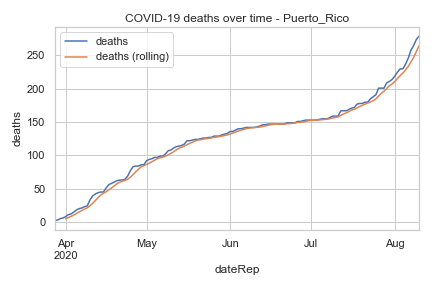 COVID-19 deaths over time - Puerto_Rico
deaths
deaths (rolling)
deaths
250
200
150
100
50
0
Apr May Jun Jul Aug
2020
dateRep